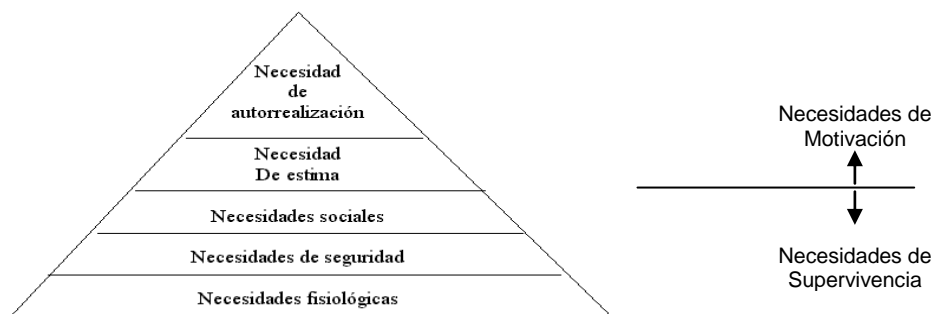 Necesidad
de
autorrealización
Necesidad
De estima
Necesidades sociales
Necesidades de seguridad
Necesidades fisiológicas
Necesidades de
Motivación
Necesidades de
Supervivencia